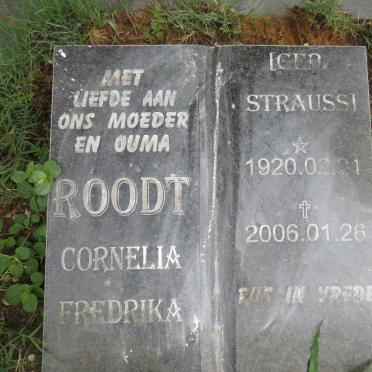 MET
LIEFDE AAN
ONS MOEDER
EN OUMA
ROODT
CORNELIA
FREDRIKA
[GEB.
STRAUSS]
1920.02.21
2006.01.26
RUS IN VREDE